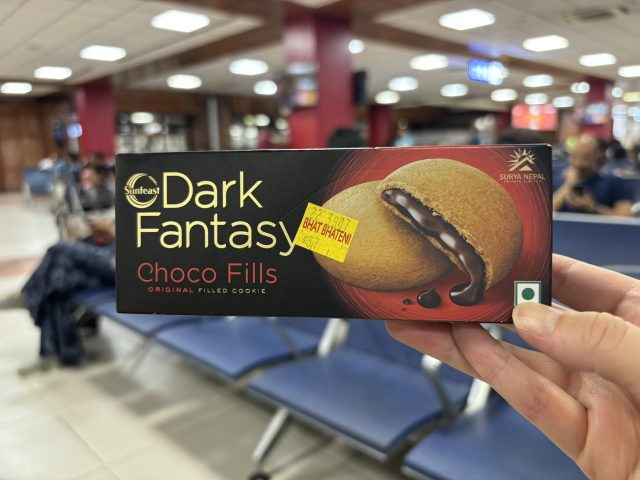 Sunfeast
Dark
Fantasy
Choco Fills
ORIGINAL FILLED COOKIE
BHAT BHATENI
SURYA NEPAL